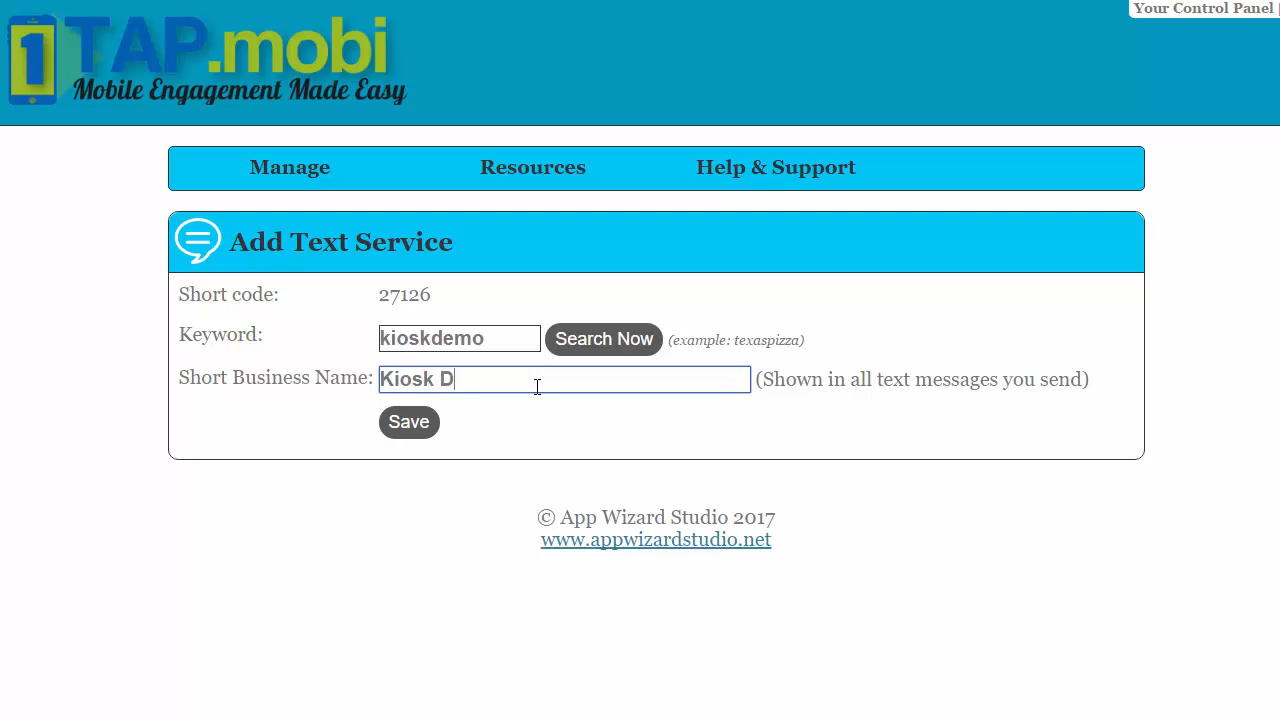 Your Control Panel |
1TAP.mobi
Mobile Engagement Made Easy
Manage Resources Help & Support
Add Text Service
Short code: 27126
Keyword: kioskdemo Search Now (example: texaspizza)
Short Business Name: Kiosk D (Shown in all text messages you send)
Save
© App Wizard Studio 2017
www.appwizardstudio.net